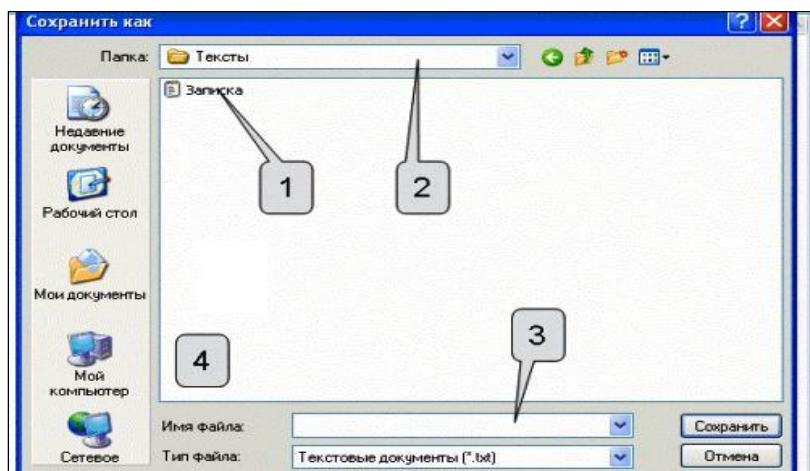 Сохранить как
Папка:
Тексты
Записка
Недавние
документы
1
2
Рабочий стол
Мои документы
3
4
Мой
компьютер
Имя файла:
Сохранить
Сетевое
Тип файла:
Текстовые документы (*.txt)
Отмена